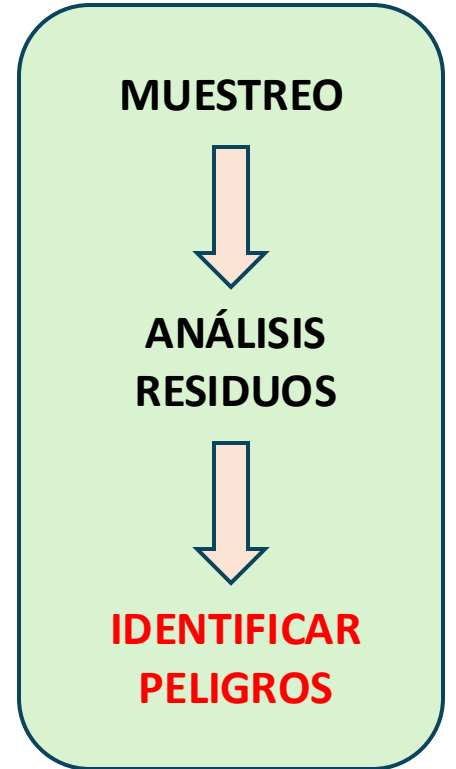 MUESTREO
ANÁLISIS
RESIDUOS
IDENTIFICAR
PELIGROS